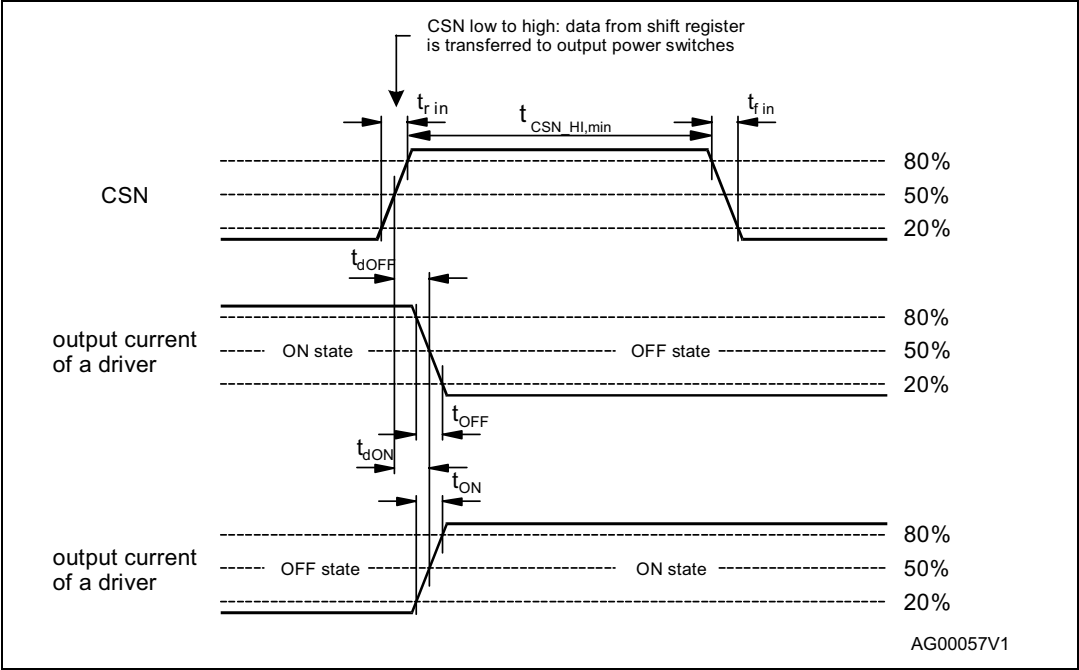 CSN low to high: data from shift register
is transferred to output power switches
t r in
t CSN_HI,min
t f in
CSN
80%
50%
20%
t dOFF
output current
of a driver
ON state
OFF state
80%
50%
20%
t OFF
t dON
t ON
output current
of a driver
OFF state
ON state
80%
50%
20%
AG00057V1